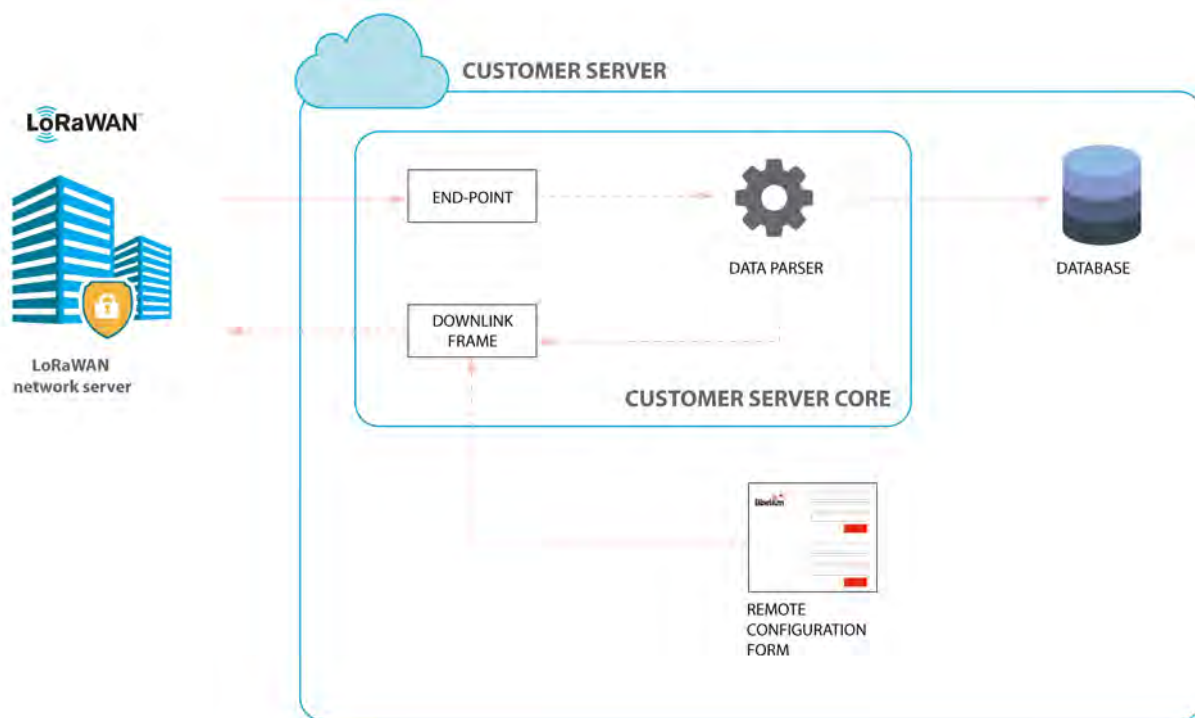 CUSTOMER SERVER
LoRaWAN
END-POINT
DATA PARSER
DATABASE
DOWNLINK
FRAME
LoRaWAN
network server
CUSTOMER SERVER CORE
libelium
REMOTE
CONFIGURATION
FORM